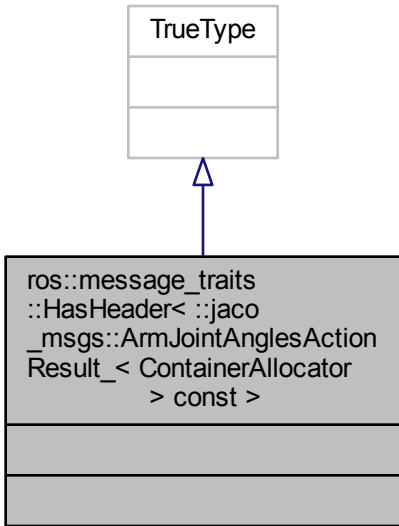 TrueType
ros::message_traits
::HasHeader< ::jaco
_msgs::ArmJointAnglesAction
Result_< ContainerAllocator
> const >